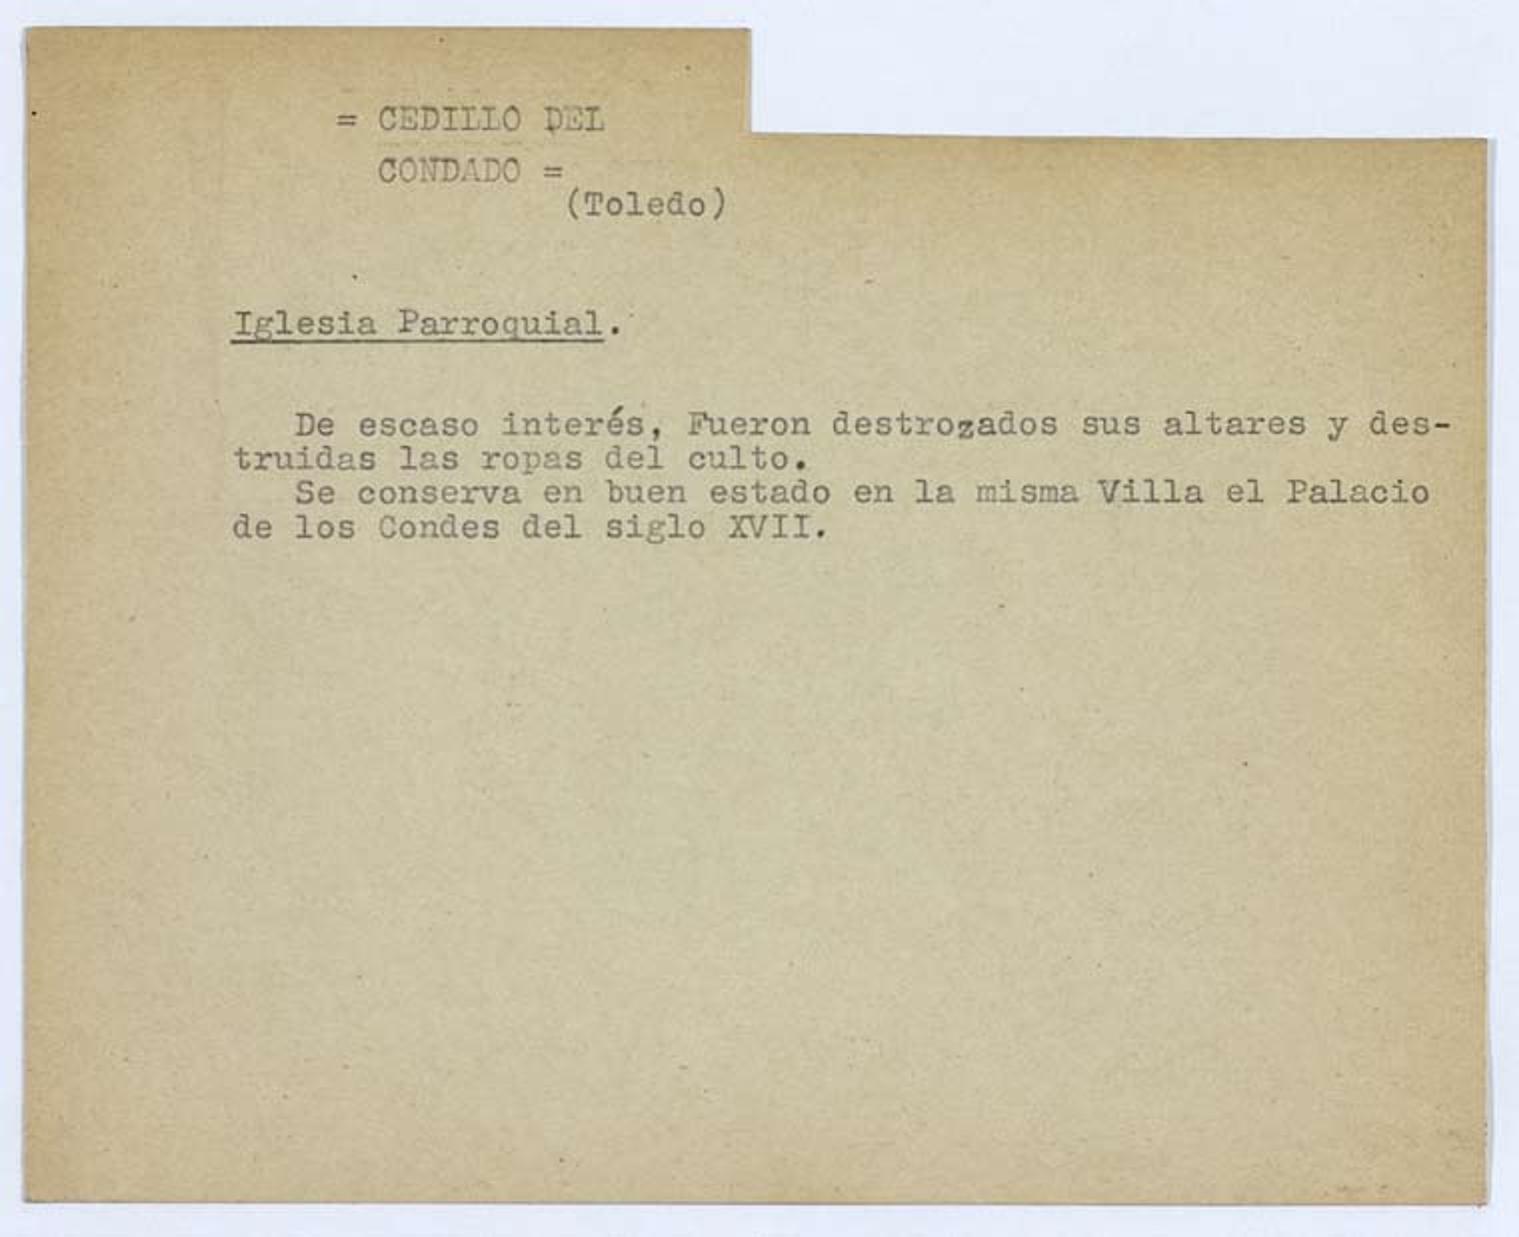 = CEDILLO DEL
CONDADO =
(Toledo)
Iglesia Parroquial.
De escaso interés, Fueron destrozados sus altares y des-
truidas las ropas del culto.
Se conserva en buen estado en la misma Villa el Palacio
de los Condes del siglo XVII.